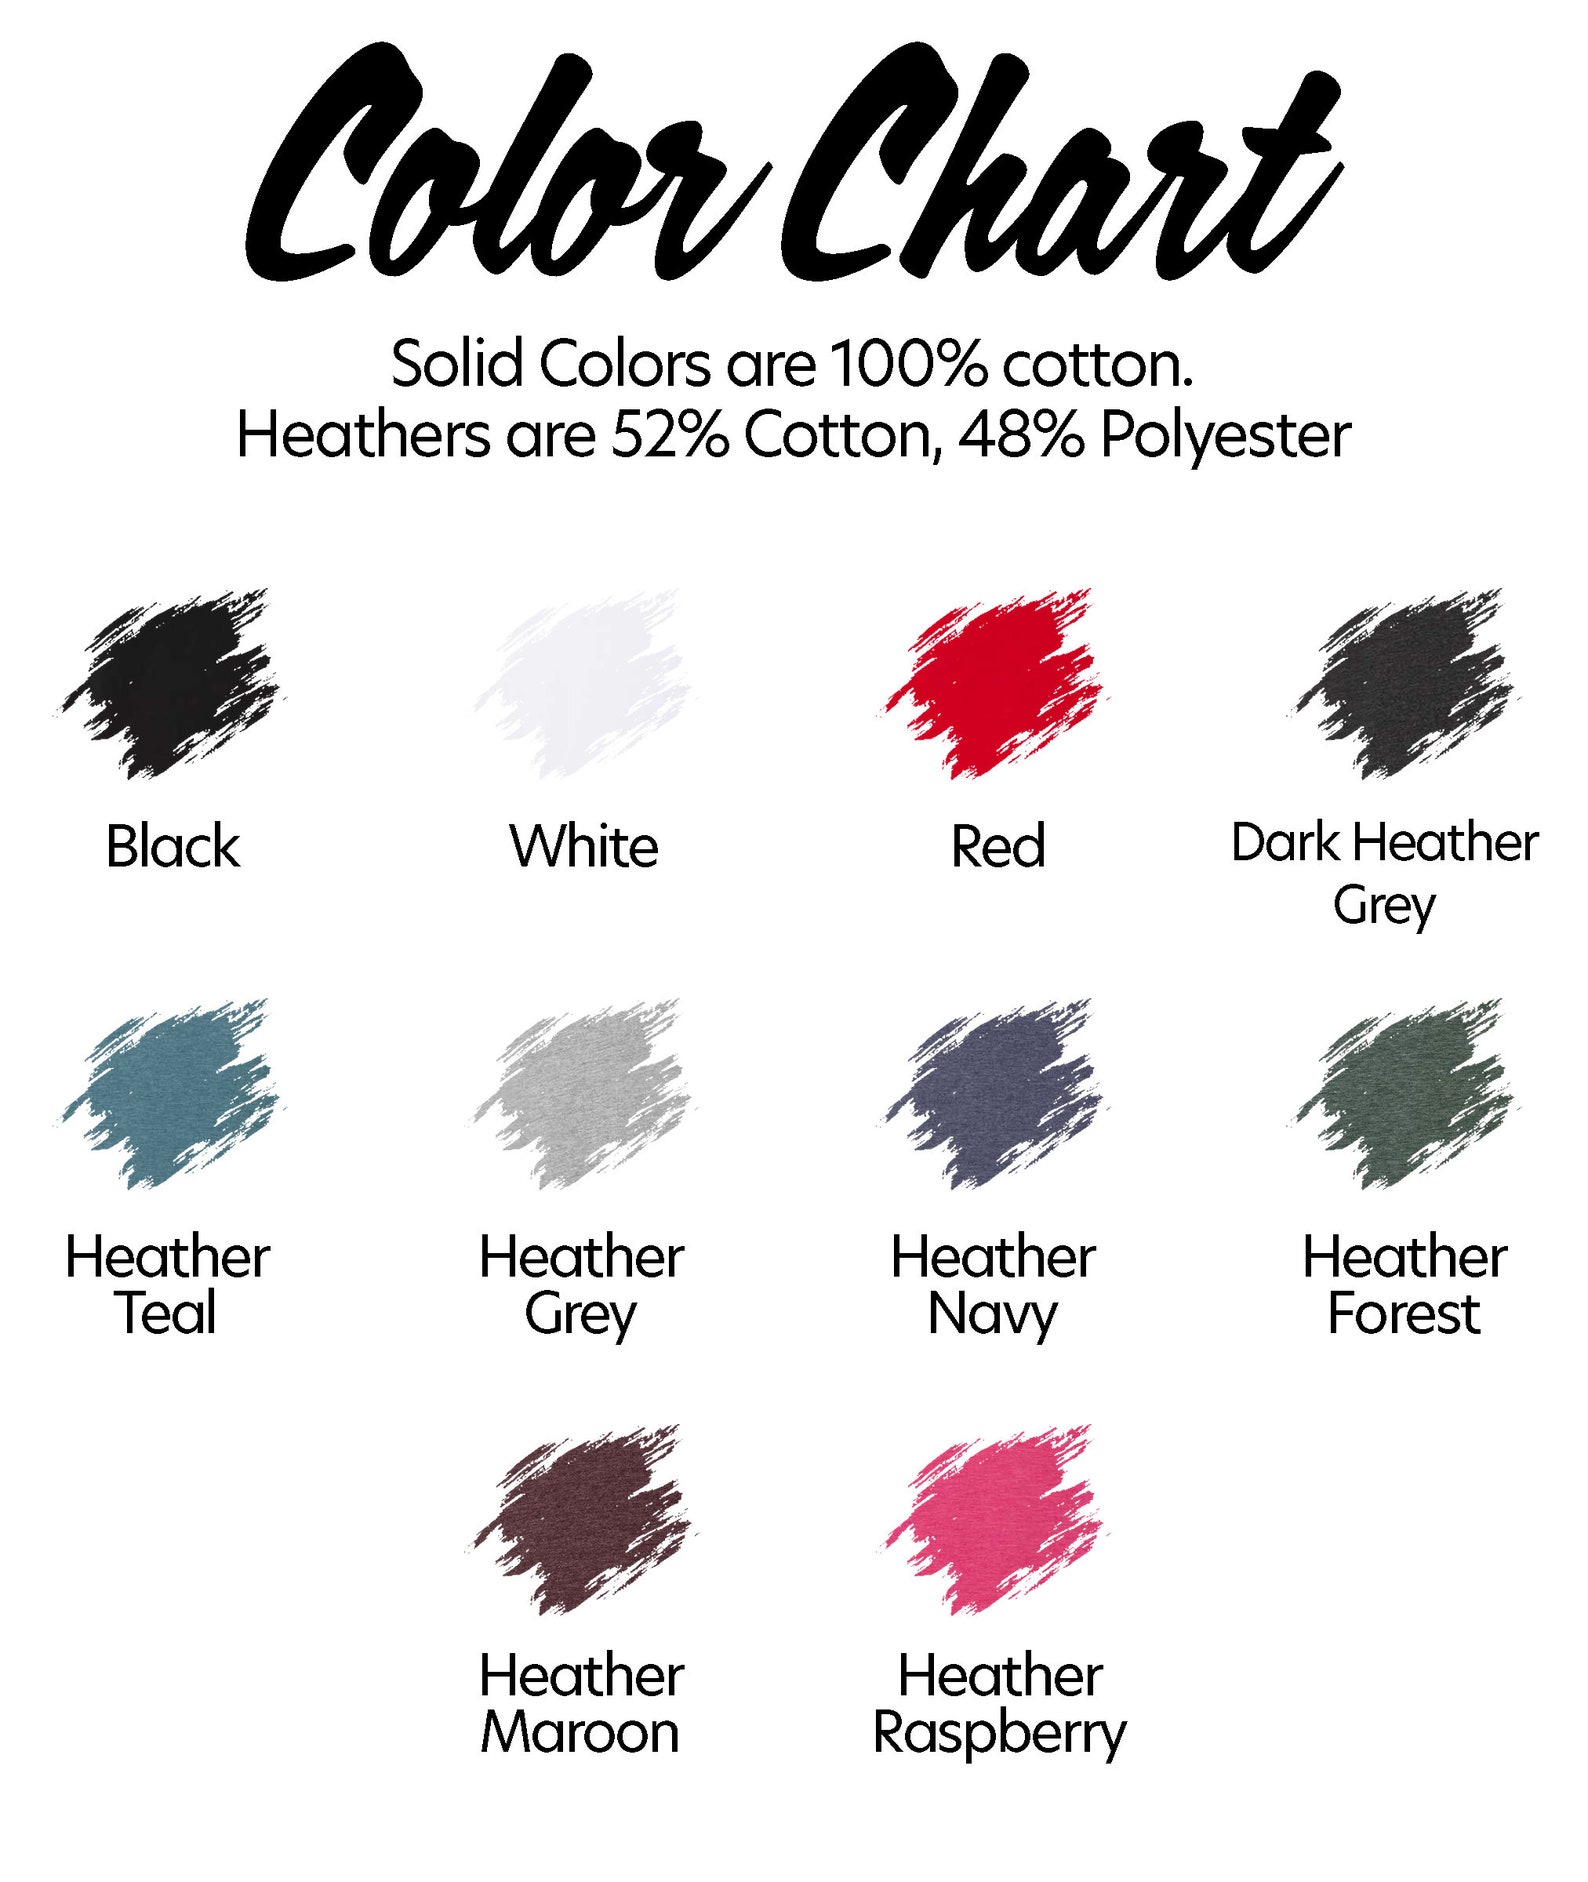 Color Chart
Solid Colors are 100% cotton.
Heathers are 52% Cotton, 48% Polyester
Black
White
Red
Dark Heather
Grey
Heather
Teal
Heather
Grey
Heather
Navy
Heather
Forest
Heather
Maroon
Heather
Raspberry